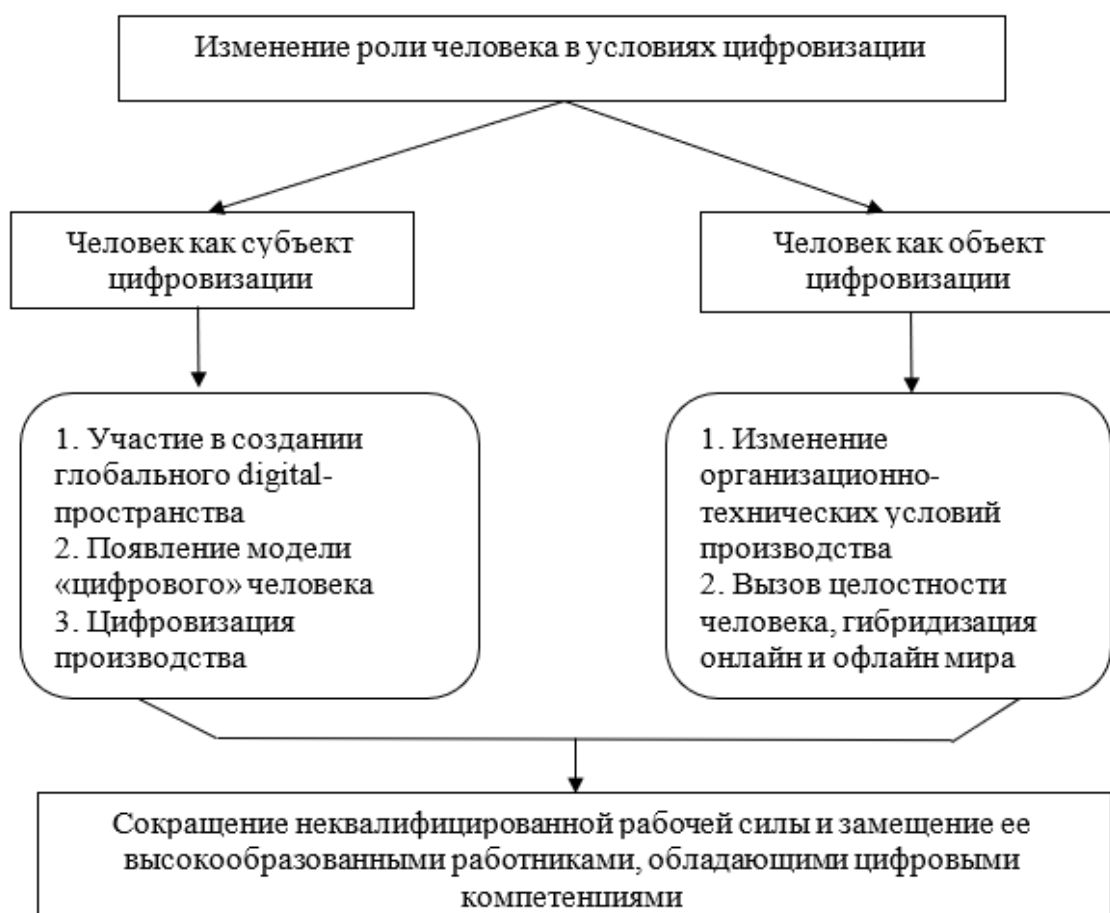 Изменение роли человека в условиях цифровизации
Человек как субъект
цифровизации
Человек как объект
цифровизации
1. Участие в создании
глобального digital-
пространства
2. Появление модели
«цифрового» человека
3. Цифровизация
производства
1. Изменение
организационно-
технических условий
производства
2. Вызов целостности
человека, гибридизация
онлайн и офлайн мира
Сокращение неквалифицированной рабочей силы и замещение ее
высокообразованными работниками, обладающими цифровыми
компетенциями